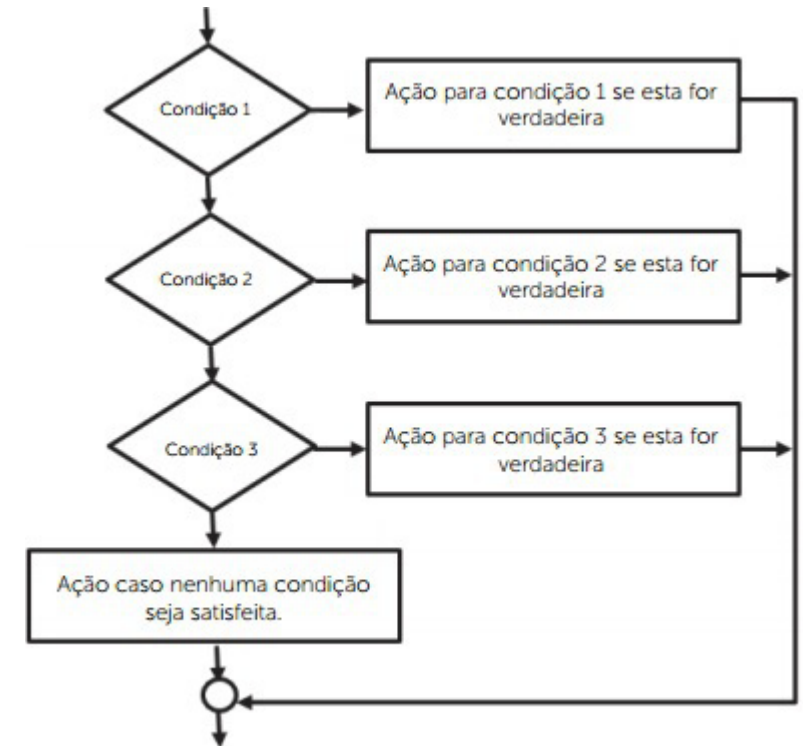 Condição 1
Ação para condição 1 se esta for
verdadeira
Condição 2
Ação para condição 2 se esta for
verdadeira
Condição 3
Ação para condição 3 se esta for
verdadeira
Ação caso nenhuma condição
seja satisfeita.